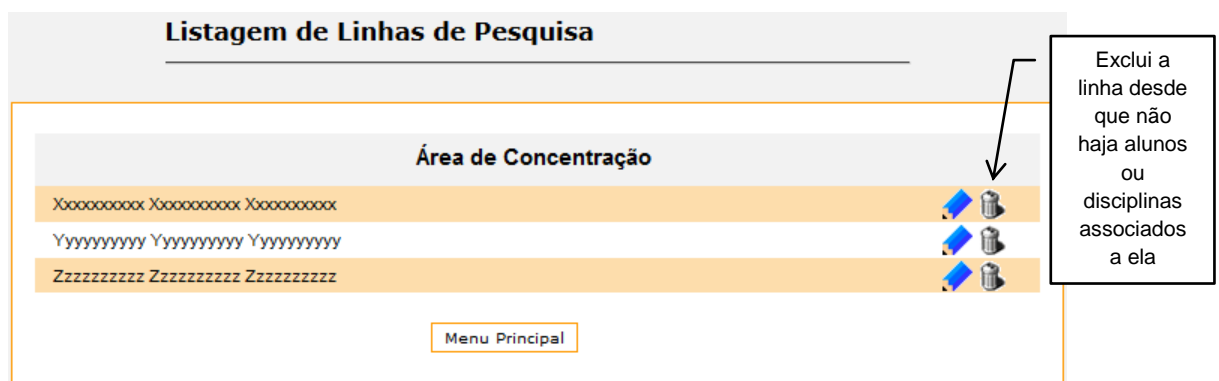 Listagem de Linhas de Pesquisa
Exclui a
linha desde
que não
haja alunos
ou
disciplinas
associados
a ela
Área de Concentração
Xxxxxxxxxx Xxxxxxxxxx Xxxxxxxxxx
Yyyyyyyyyy Yyyyyyyyyy Yyyyyyyyyy
Zzzzzzzzzz Zzzzzzzzzz Zzzzzzzzzz
Menu Principal